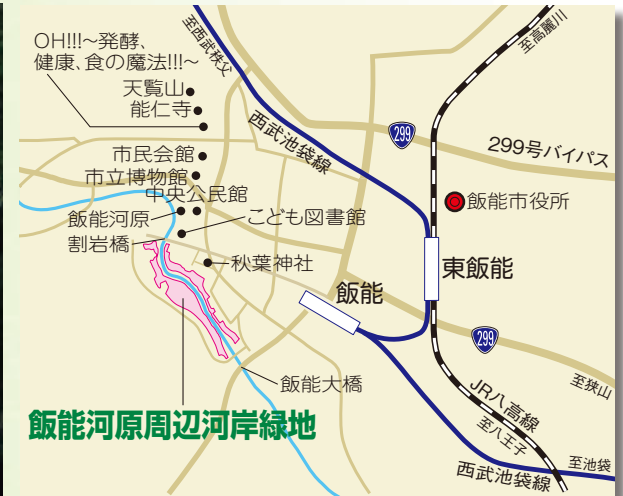 至西武秩父
至高麗川
OH!!!~発酵、
健康、食の魔法!!!~
天覧山
能仁寺
西武池袋線
299
299号バイパス
市民会館
市立博物館
中央公民館
飯能河原
こども図書館
割岩橋
飯能市役所
秋葉神社
東飯能
飯能
299
飯能大橋
至狭山
JR八高線
至八王子
飯能河原周辺河岸緑地
西武池袋線
至池袋